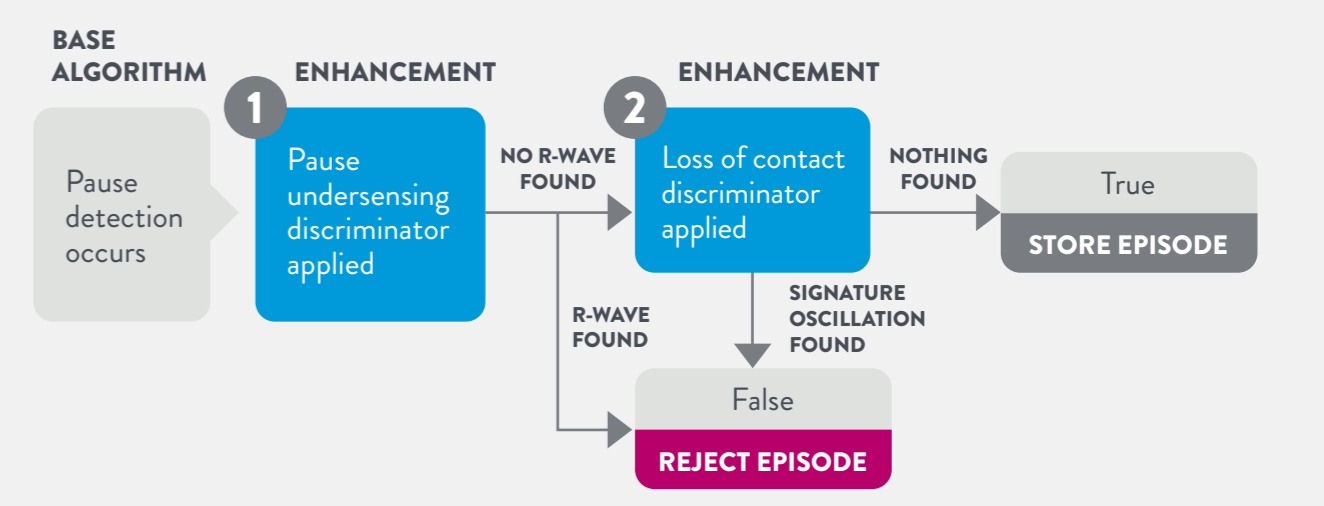 BASE
ALGORITHM
Pause
detection
occurs
ENHANCEMENT
1
Pause
undersensing
discriminator
applied
NO R-WAVE
FOUND
R-WAVE
FOUND
ENHANCEMENT
2
Loss of contact
discriminator
applied
NOTHING
FOUND
True
STORE EPISODE
SIGNATURE
OSCILLATION
FOUND
False
REJECT EPISODE